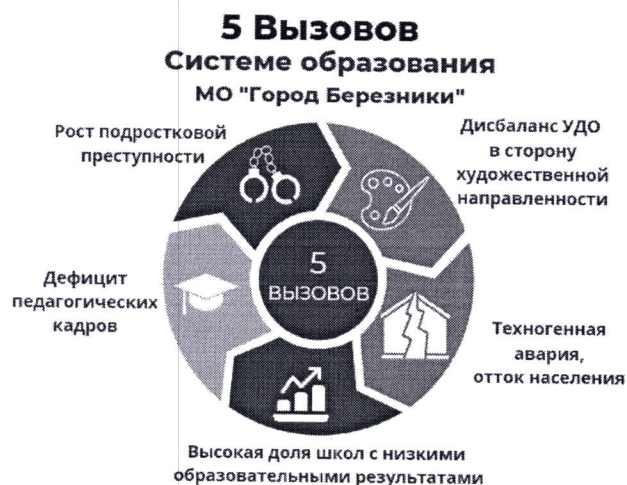 5 Вызовов
Системе образования
МО "Город Березники"
Рост подростковой
преступности
Дисбаланс УДО
в сторону
художественной
направленности
5
ВЫЗОВОВ
Дефицит
педагогических
кадров
Техногенная
авария,
отток населения
Высокая доля школ с низкими
образовательными результатами